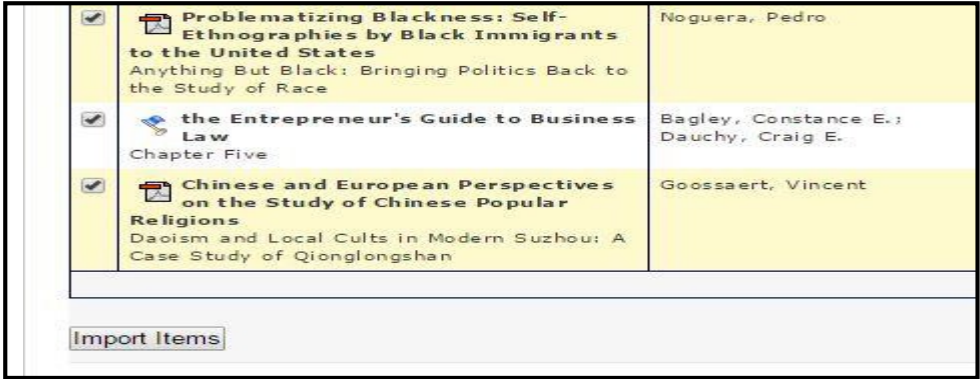 Problematizing Blackness: Self-
Ethnographies by Black Immigrants
to the United States
Anything But Black: Bringing Politics Back to
the Study of Race
Noguera, Pedro
the Entrepreneur's Guide to Business
Law
Chapter Five
Bagley, Constance E.;
Dauchy, Craig E.
Chinese and European Perspectives
on the Study of Chinese Popular
Religions
Daoism and Local Cults in Modern Suzhou: A
Case Study of Qionglongshan
Goossaert, Vincent
Import Items